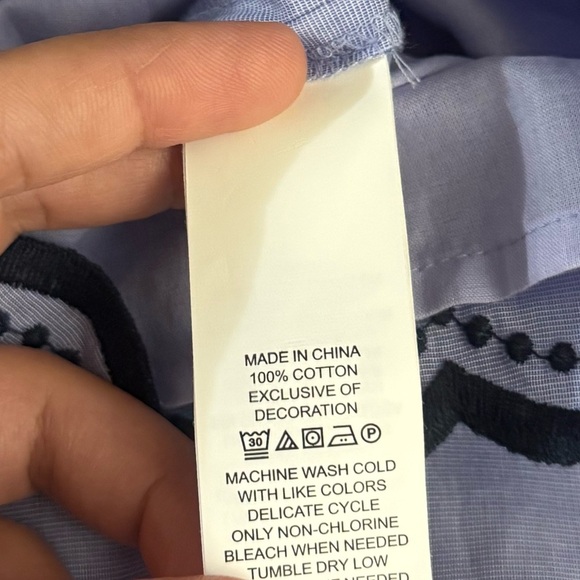 MADE IN CHINA
100% COTTON
EXCLUSIVE OF
DECORATION
30 P
MACHINE WASH COLD
WITH LIKE COLORS
DELICATE CYCLE
ONLY NON-CHLORINE
BLEACH WHEN NEEDED
TUMBLE DRY LOW
NEEDED